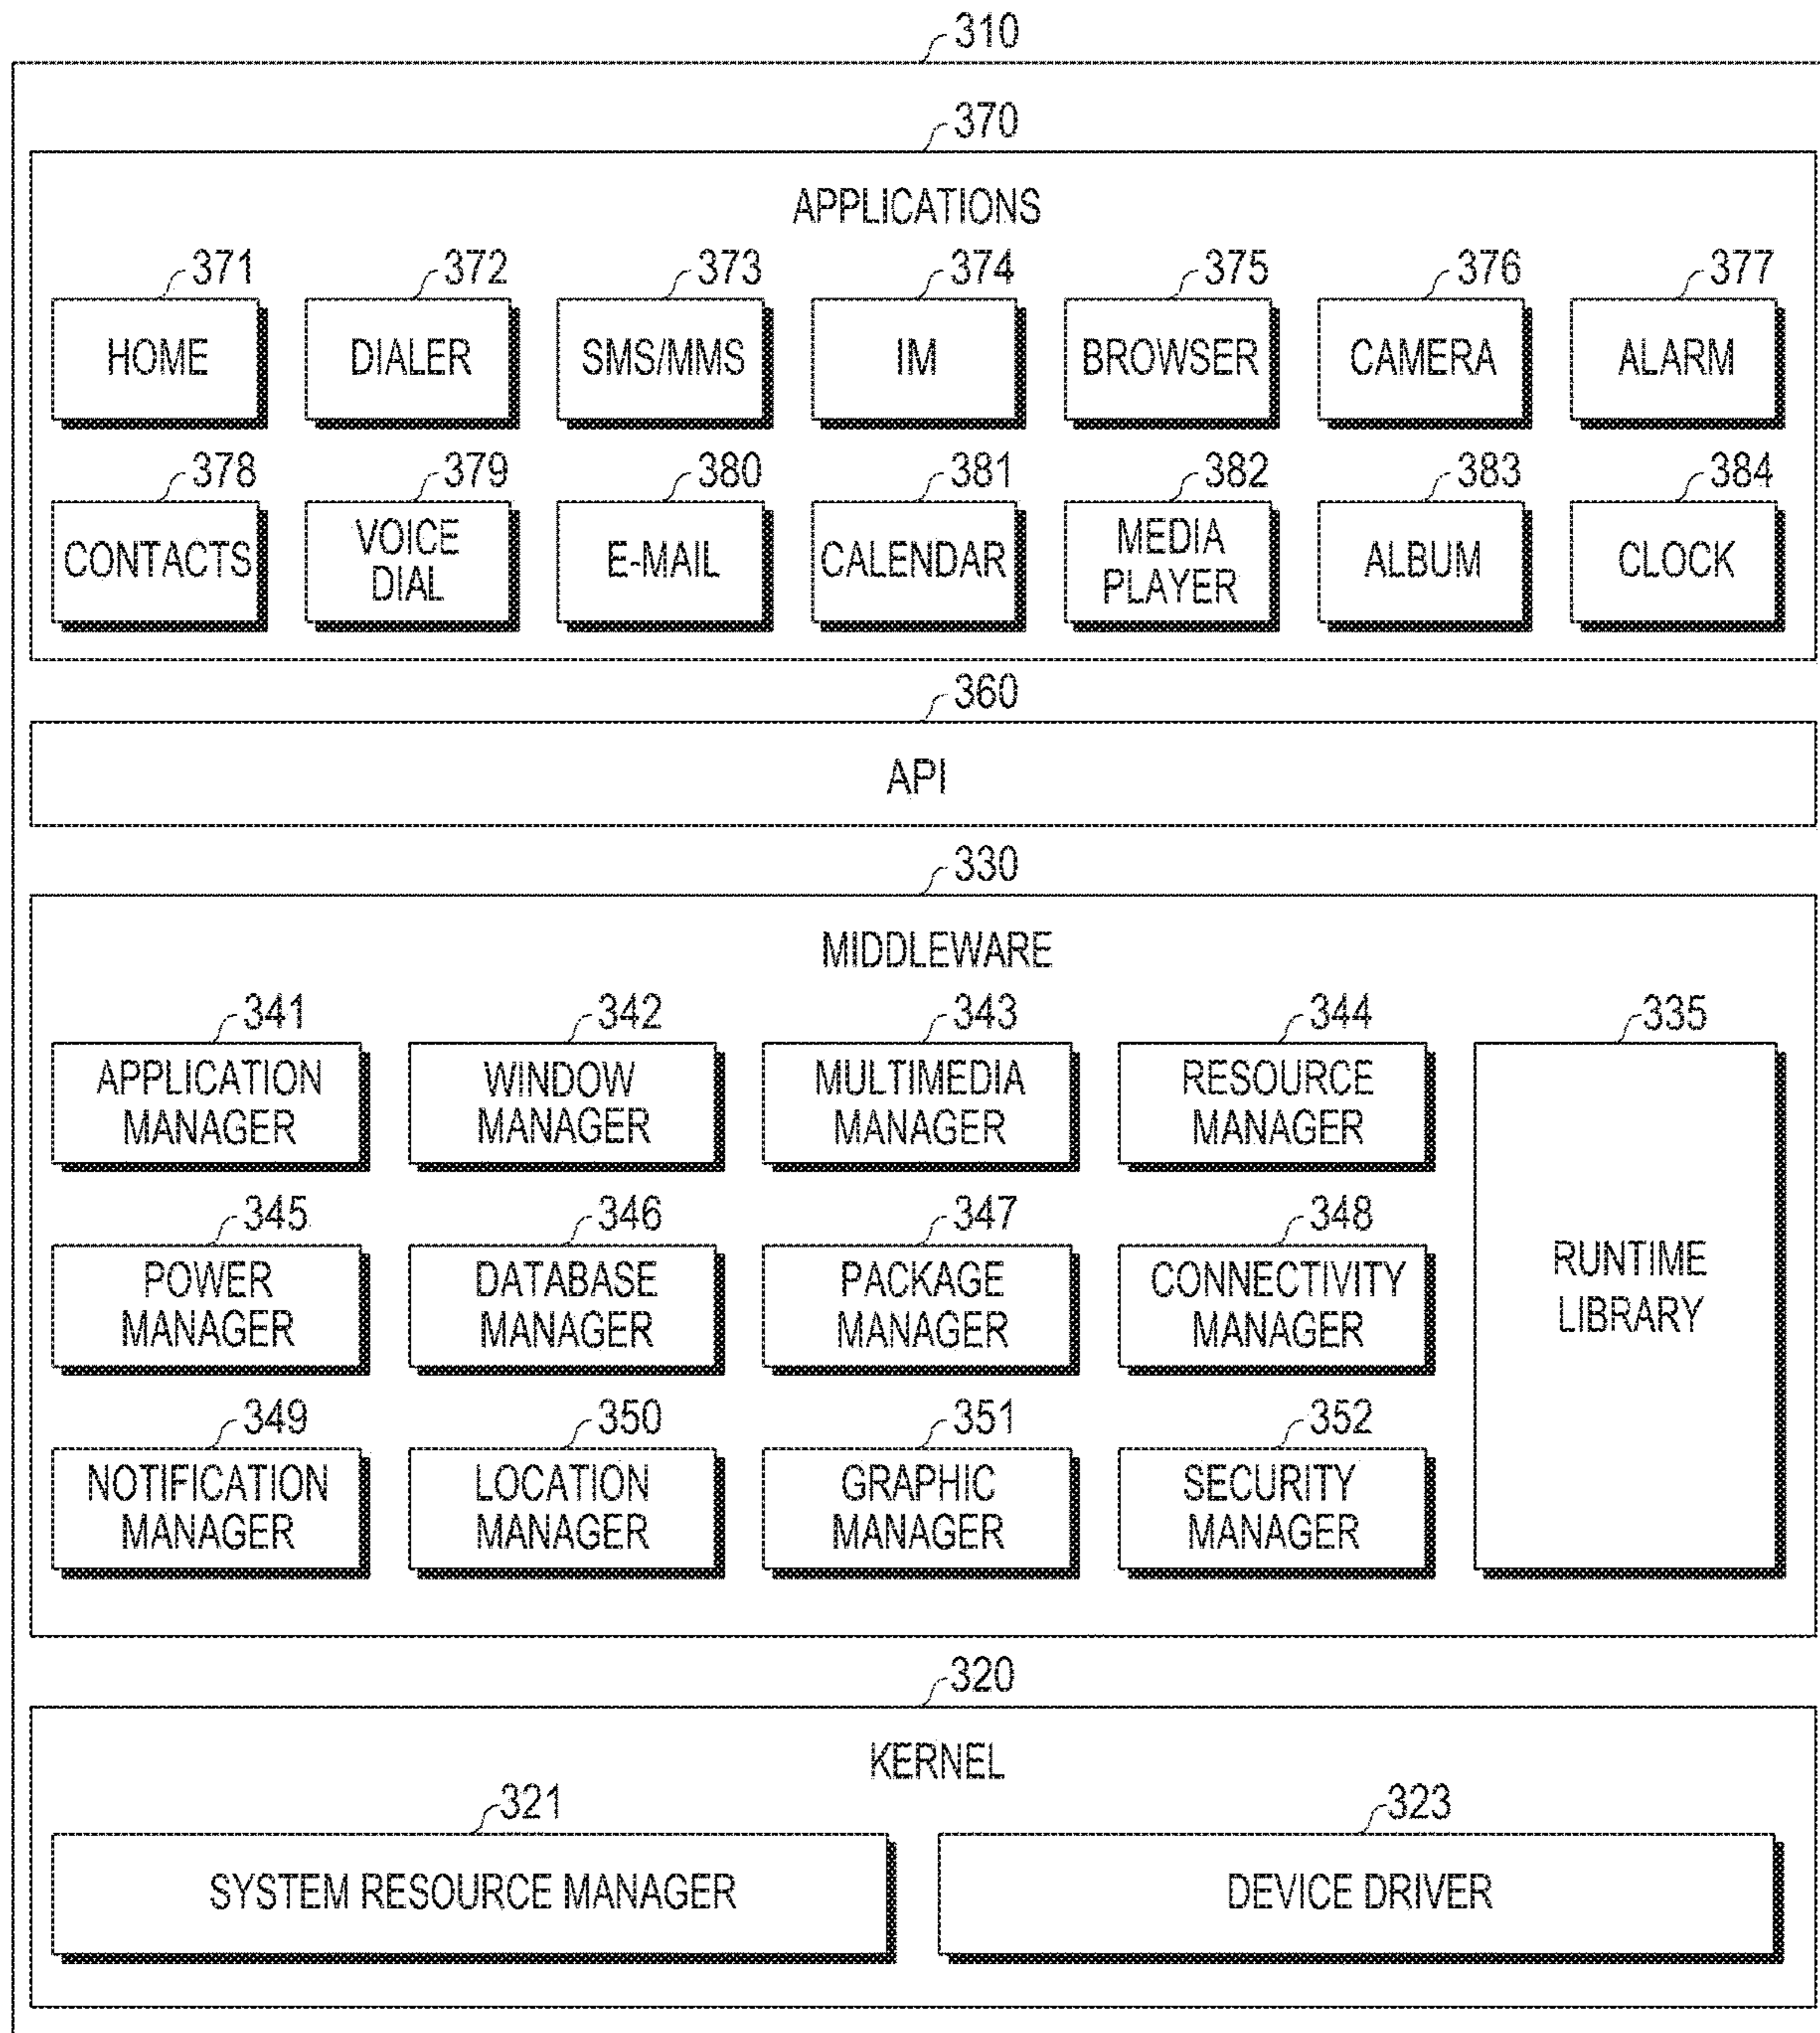 310
370
APPLICATIONS
371 372 373 374 375 376 377
HOME DIALER SMS/MMS IM BROWSER CAMERA ALARM
378 379 380 381 382 383 384
CONTACTS VOICE DIAL E-MAIL CALENDAR MEDIA PLAYER ALBUM CLOCK
360
API
330
MIDDLEWARE
341 342 343 344 335
APPLICATION MANAGER WINDOW MANAGER MULTIMEDIA MANAGER RESOURCE MANAGER
345 346 347 348
POWER MANAGER DATABASE MANAGER PACKAGE MANAGER CONNECTIVITY MANAGER RUNTIME LIBRARY
349 350 351 352
NOTIFICATION MANAGER LOCATION MANAGER GRAPHIC MANAGER SECURITY MANAGER
320
KERNEL
321 323
SYSTEM RESOURCE MANAGER DEVICE DRIVER